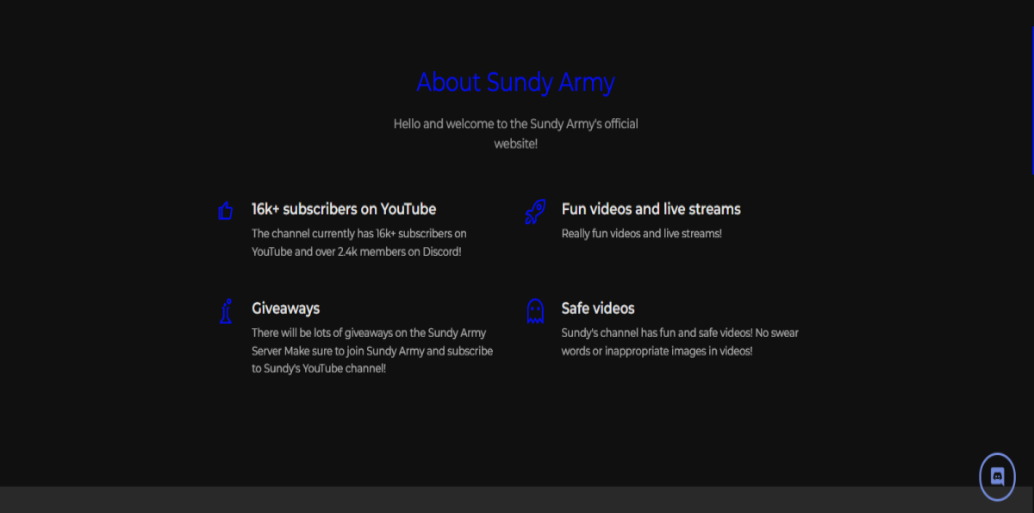 About Sundy Army
Hello and welcome to the Sundy Army's official
website!
16k+ subscribers on YouTube
The channel currently has 16k+ subscribers on
YouTube and over 2.4k members on Discord!
Fun videos and live streams
Really fun videos and live streams!
Giveaways
There will be lots of giveaways on the Sundy Army
Server Make sure to join Sundy Army and subscribe
to Sundy's YouTube channel!
Safe videos
Sundy's channel has fun and safe videos! No swear
words or inappropriate images in videos!